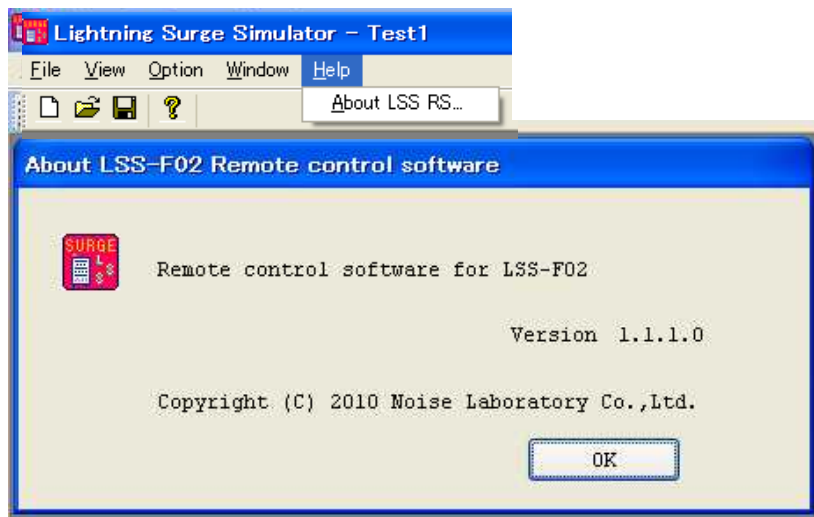 Lightning Surge Simulator - Test1
File View Option Window Help
About LSS RS...
About LSS-F02 Remote control software
SURGE
LSS
Remote control software for LSS-F02
Version 1.1.1.0
Copyright (C) 2010 Noise Laboratory Co.,Ltd.
OK